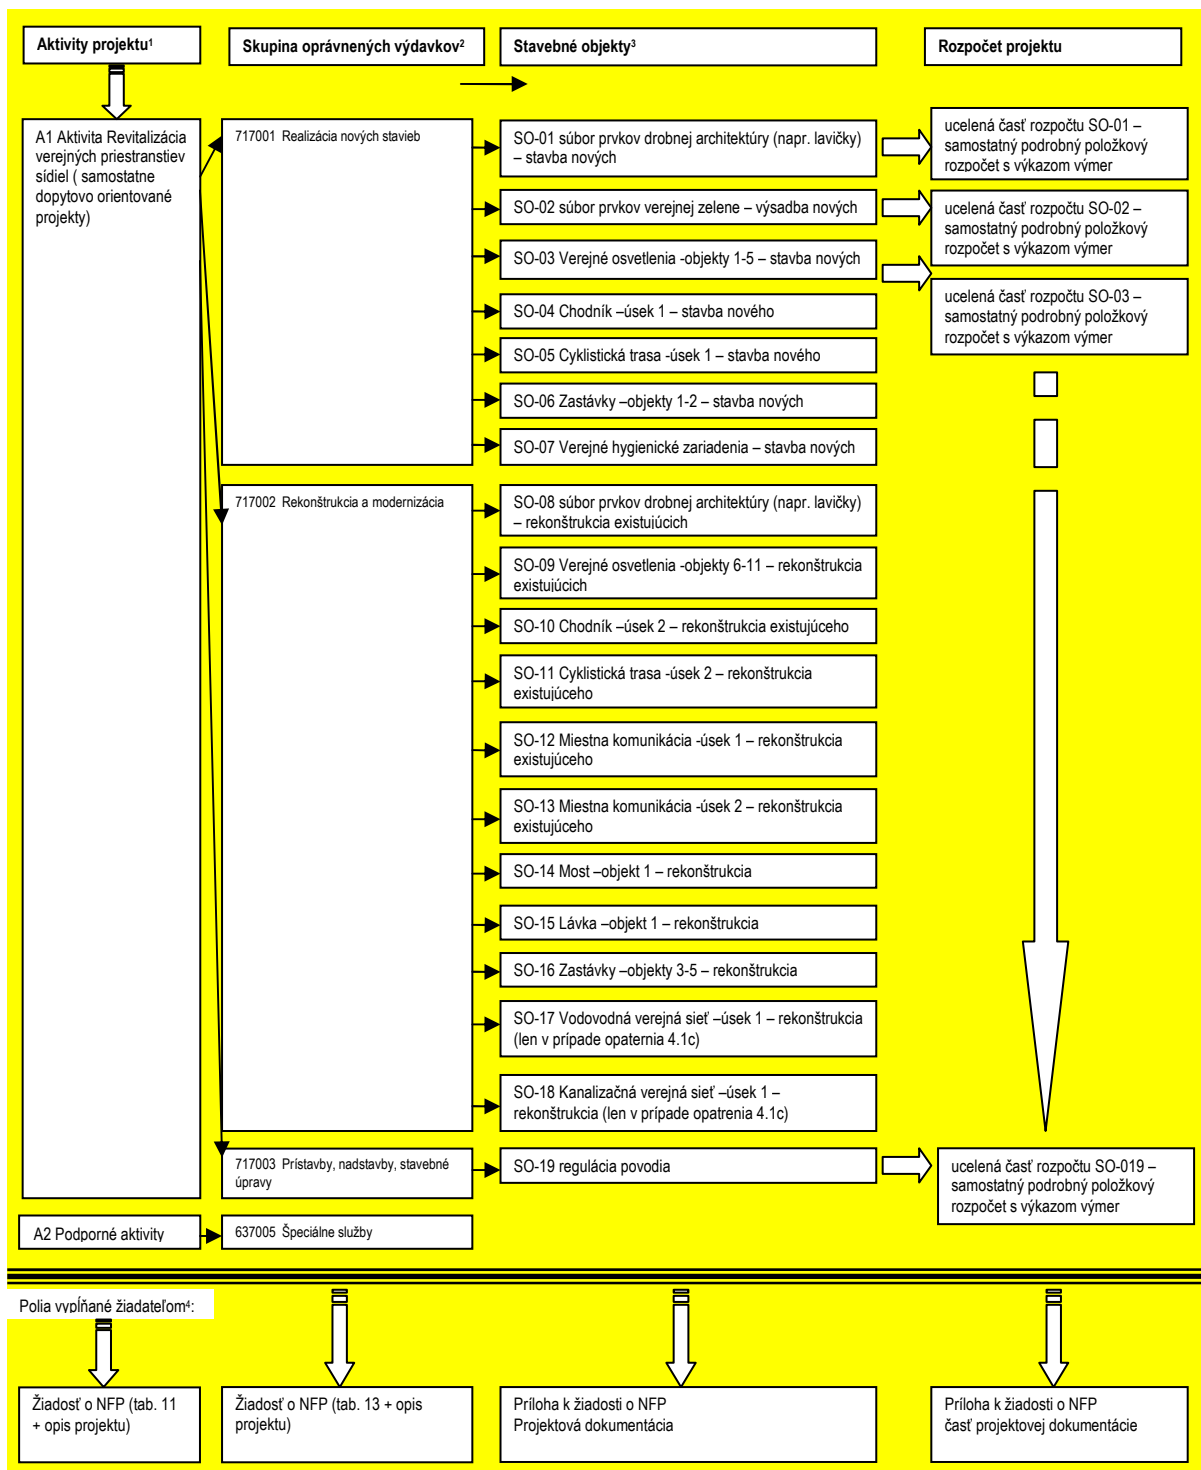 Aktivity projektu¹
Skupina oprávnených výdavkov²
Stavebné objekty³
Rozpočet projektu
A1 Aktivita Revitalizácia
verejných priestranstiev
sídiel ( samostatne
dopytovo orientované
projekty)
717001  Realizácia nových stavieb
SO-01 súbor prvkov drobnej architektúry (napr. lavičky)
– stavba nových
SO-02 súbor prvkov verejnej zelene – výsadba nových
SO-03 Verejné osvetlenia -objekty 1-5 – stavba nových
SO-04 Chodník –úsek 1 – stavba nového
SO-05 Cyklistická trasa -úsek 1 – stavba nového
SO-06 Zastávky –objekty 1-2 – stavba nových
SO-07 Verejné hygienické zariadenia – stavba nových
ucelená časť rozpočtu SO-01 –
samostatný podrobný položkový
rozpočet s výkazom výmer
ucelená časť rozpočtu SO-02 –
samostatný podrobný položkový
rozpočet s výkazom výmer
ucelená časť rozpočtu SO-03 –
samostatný podrobný položkový
rozpočet s výkazom výmer
717002  Rekonštrukcia a modernizácia
SO-08 súbor prvkov drobnej architektúry (napr. lavičky)
– rekonštrukcia existujúcich
SO-09 Verejné osvetlenia -objekty 6-11 – rekonštrukcia
existujúcich
SO-10 Chodník –úsek 2 – rekonštrukcia existujúceho
SO-11 Cyklistická trasa -úsek 2 – rekonštrukcia
existujúceho
SO-12 Miestna komunikácia -úsek 1 – rekonštrukcia
existujúceho
SO-13 Miestna komunikácia -úsek 2 – rekonštrukcia
existujúceho
SO-14 Most –objekt 1 – rekonštrukcia
SO-15 Lávka –objekt 1 – rekonštrukcia
SO-16 Zastávky –objekty 3-5 – rekonštrukcia
SO-17 Vodovodná verejná sieť –úsek 1 – rekonštrukcia
(len v prípade opaternia 4.1c)
SO-18 Kanalizačná verejná sieť –úsek 1 –
rekonštrukcia (len v prípade opatrenia 4.1c)
717003  Prístavby, nadstavby, stavebné
úpravy
SO-19 regulácia povodia
ucelená časť rozpočtu SO-019 –
samostatný podrobný položkový
rozpočet s výkazom výmer
A2 Podporné aktivity
637005  Špeciálne služby
Polia vypĺňané žiadateľom⁴:
Žiadosť o NFP (tab. 11
+ opis projektu)
Žiadosť o NFP (tab. 13 + opis
projektu)
Príloha k žiadosti o NFP
Projektová dokumentácia
Príloha k žiadosti o NFP
časť projektovej dokumentácie